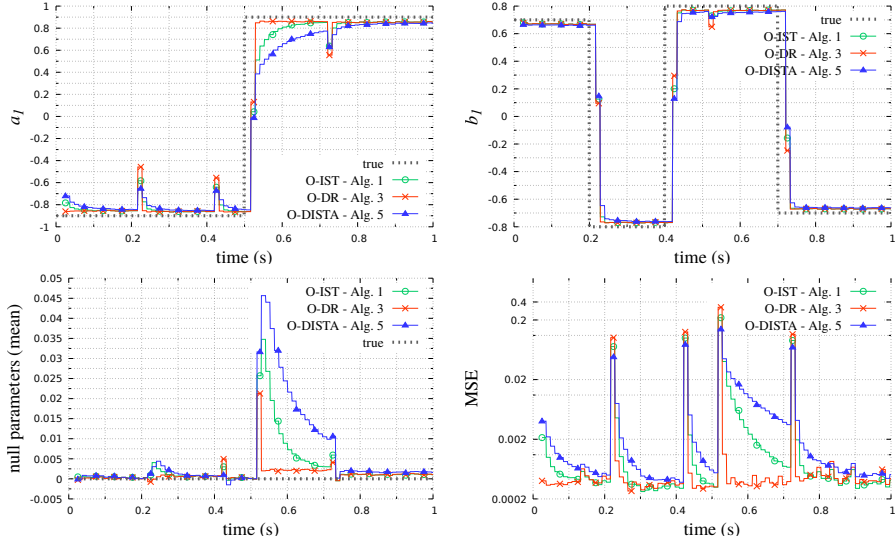 1
0.8
0.6
0.4
0.2
0
-0.2
-0.4
-0.6
-0.8
-1
a1
true
O-IST - Alg. 1
O-DR - Alg. 3
O-DISTA - Alg. 5
0 0.2 0.4 0.6 0.8 1
time (s)
0.8
0.6
0.4
0.2
0
-0.2
-0.4
-0.6
-0.8
b1
true
O-IST - Alg. 1
O-DR - Alg. 3
O-DISTA - Alg. 5
0 0.2 0.4 0.6 0.8 1
time (s)
0.05
0.045
0.04
0.035
0.03
0.025
0.02
0.015
0.01
0.005
0
-0.005
null parameters (mean)
O-IST - Alg. 1
O-DR - Alg. 3
O-DISTA - Alg. 5
true
0 0.2 0.4 0.6 0.8 1
time (s)
0.4
0.2
0.02
0.002
0.0002
MSE
O-IST - Alg. 1
O-DR - Alg. 3
O-DISTA - Alg. 5
0 0.2 0.4 0.6 0.8 1
time (s)